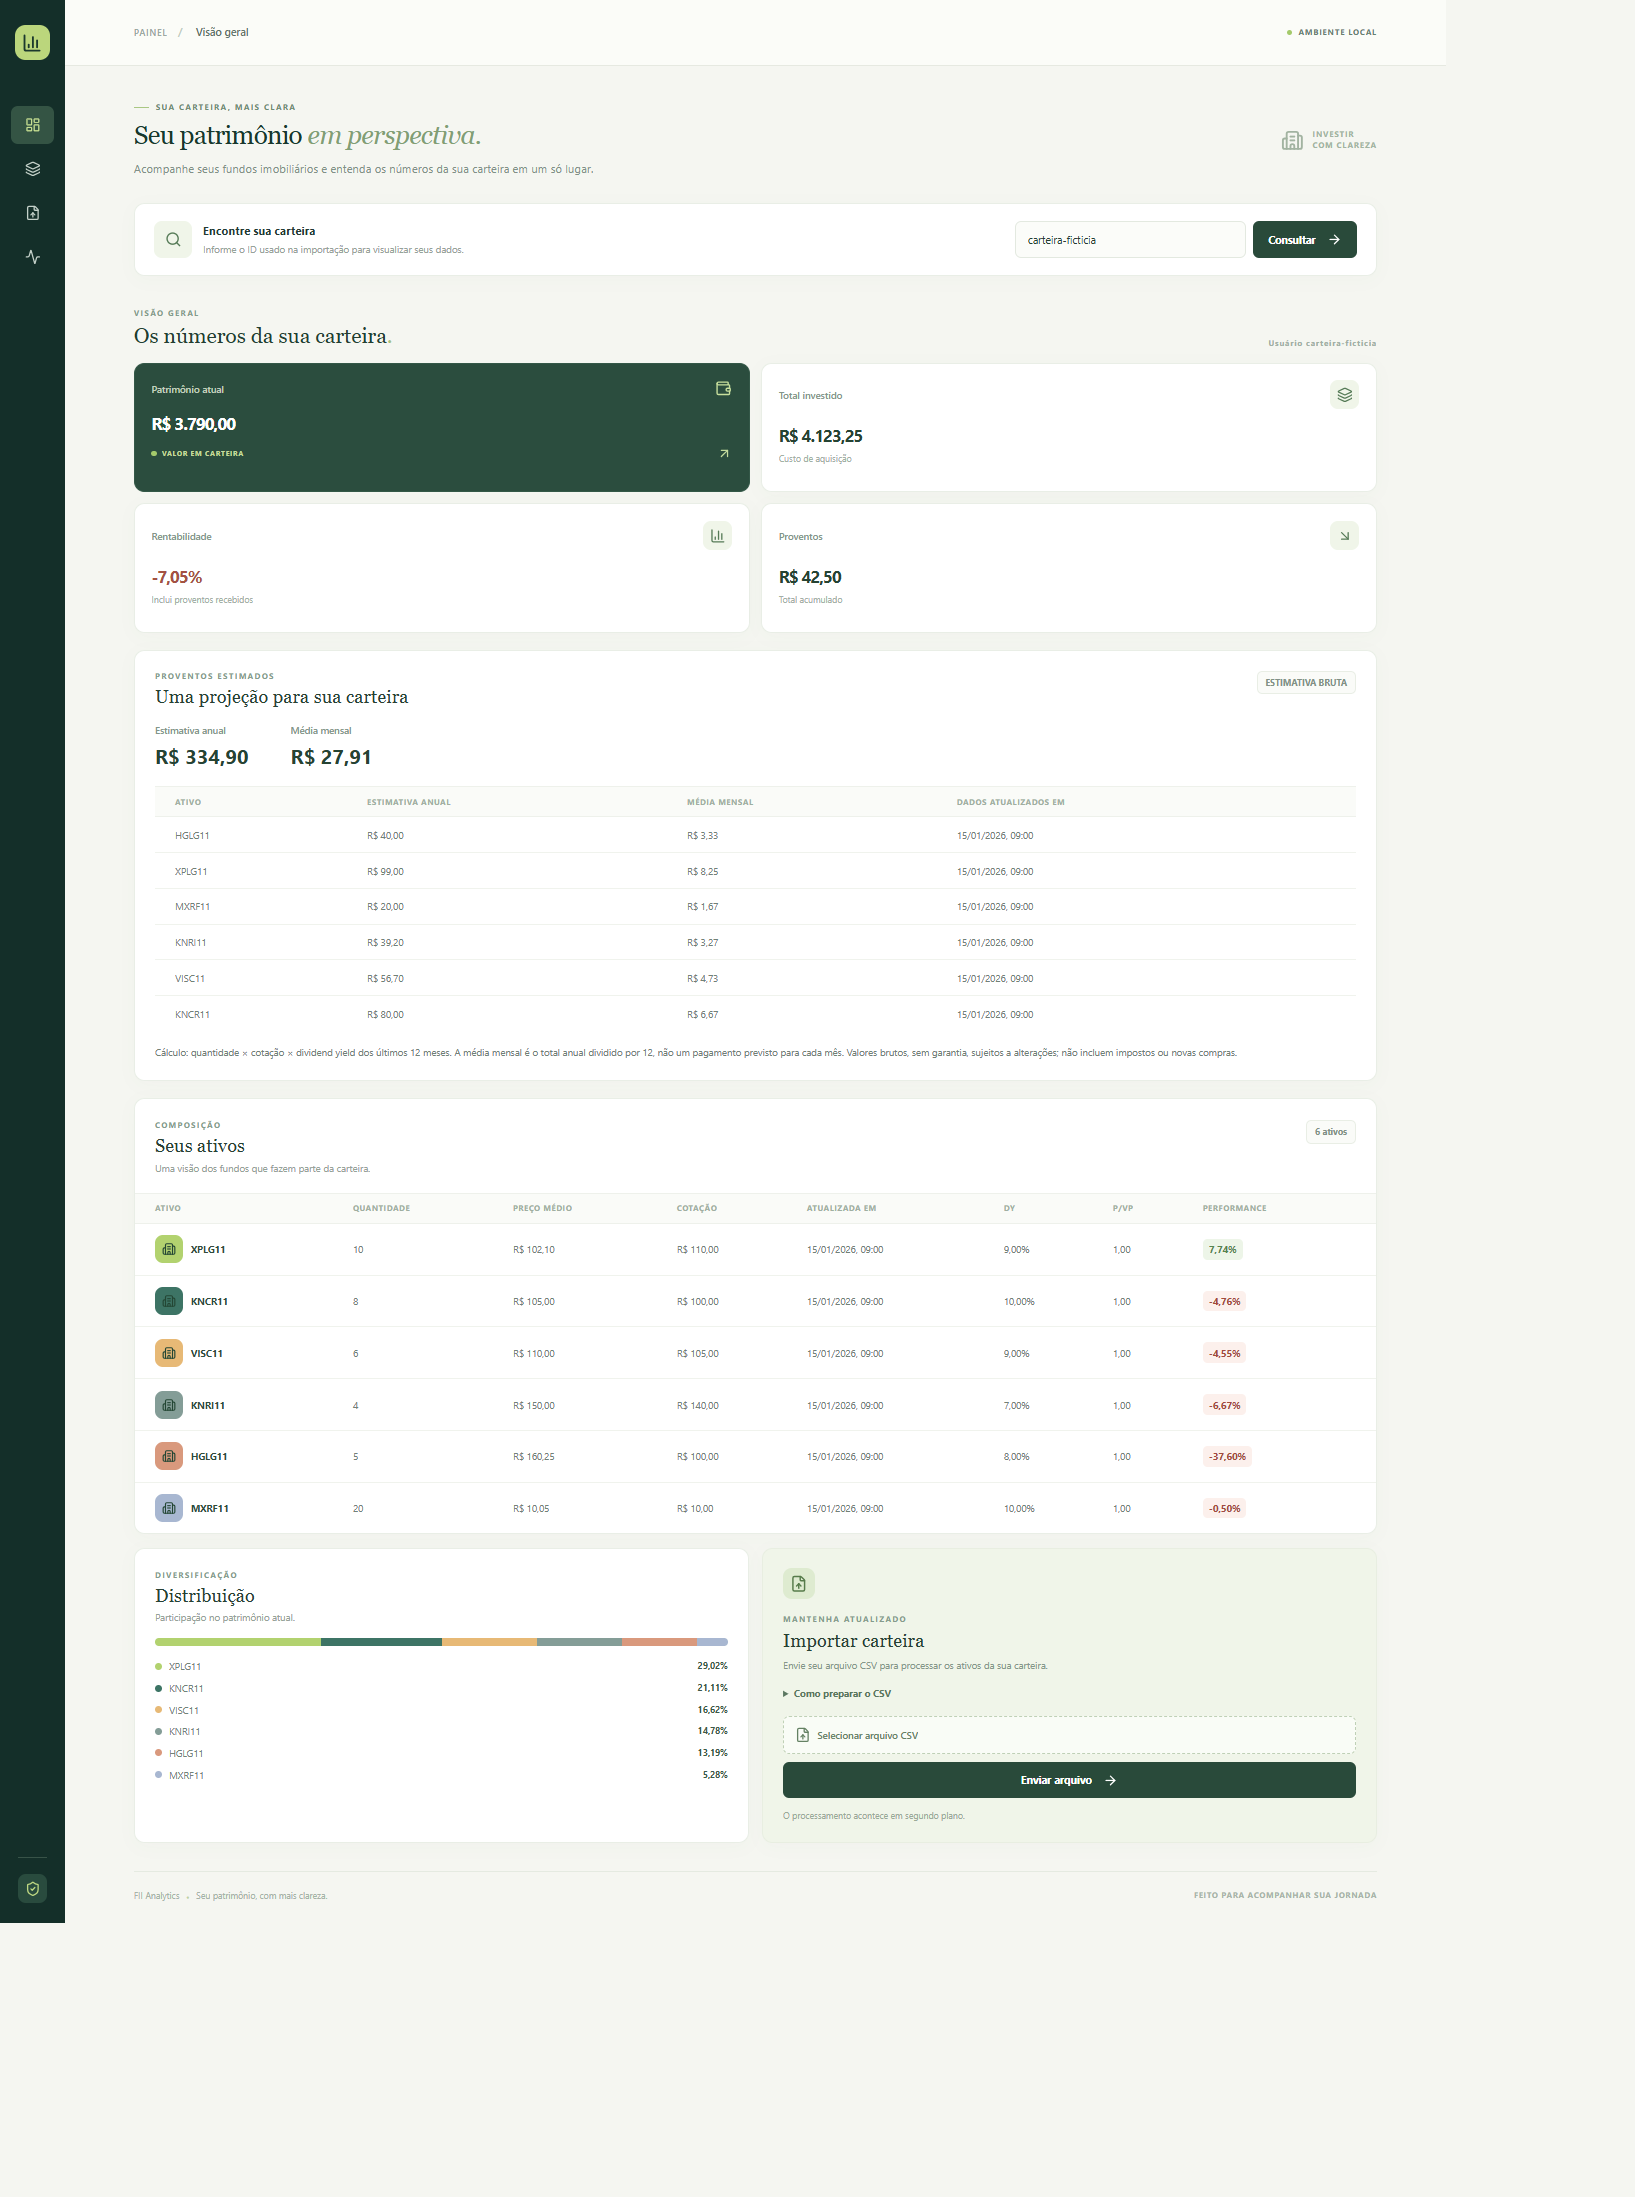 PAINEL / Visão geral
AMBIENTE LOCAL
SUA CARTEIRA, MAIS CLARA
Seu patrimônio em perspectiva.
INVESTIR
COM CLAREZA
Acompanhe seus fundos imobiliários e entenda os números da sua carteira em um só lugar.
Encontre sua carteira
Informe o ID usado na importação para visualizar seus dados.
carteira-ficticia
Consultar
VISÃO GERAL
Os números da sua carteira.
Usuário carteira-ficticia
Patrimônio atual
R$ 3.790,00
VALOR EM CARTEIRA
Total investido
R$ 4.123,25
Custo de aquisição
Rentabilidade
-7,05%
Inclui proventos recebidos
Proventos
R$ 42,50
Total acumulado
PROVENTOS ESTIMADOS
Uma projeção para sua carteira
ESTIMATIVA BRUTA
Estimativa anual Média mensal
R$ 334,90 R$ 27,91
ATIVO ESTIMATIVA ANUAL MÉDIA MENSAL DADOS ATUALIZADOS EM
HGLG11 R$ 40,00 R$ 3,33 15/01/2026, 09:00
XPLG11 R$ 99,00 R$ 8,25 15/01/2026, 09:00
MXRF11 R$ 20,00 R$ 1,67 15/01/2026, 09:00
KNRI11 R$ 39,20 R$ 3,27 15/01/2026, 09:00
VISC11 R$ 56,70 R$ 4,73 15/01/2026, 09:00
KNCR11 R$ 80,00 R$ 6,67 15/01/2026, 09:00
Cálculo: quantidade × cotação × dividend yield dos últimos 12 meses. A média mensal é o total anual dividido por 12, não um pagamento previsto para cada mês. Valores brutos, sem garantia, sujeitos a alterações; não incluem impostos ou novas compras.
COMPOSIÇÃO
Seus ativos
6 ativos
Uma visão dos fundos que fazem parte da carteira.
ATIVO QUANTIDADE PREÇO MÉDIO COTAÇÃO ATUALIZADA EM DY P/VP PERFORMANCE
XPLG11 10 R$ 102,10 R$ 110,00 15/01/2026, 09:00 9,00% 1,00 7,74%
KNCR11 8 R$ 105,00 R$ 100,00 15/01/2026, 09:00 10,00% 1,00 -4,76%
VISC11 6 R$ 110,00 R$ 105,00 15/01/2026, 09:00 9,00% 1,00 -4,55%
KNRI11 4 R$ 150,00 R$ 140,00 15/01/2026, 09:00 7,00% 1,00 -6,67%
HGLG11 5 R$ 160,25 R$ 100,00 15/01/2026, 09:00 8,00% 1,00 -37,60%
MXRF11 20 R$ 10,05 R$ 10,00 15/01/2026, 09:00 10,00% 1,00 -0,50%
DIVERSIFICAÇÃO
Distribuição
Participação no patrimônio atual.
XPLG11 29,02%
KNCR11 21,11%
VISC11 16,62%
KNRI11 14,78%
HGLG11 13,19%
MXRF11 5,28%
MANTENHA ATUALIZADO
Importar carteira
Envie seu arquivo CSV para processar os ativos da sua carteira.
Como preparar o CSV
Selecionar arquivo CSV
Enviar arquivo
O processamento acontece em segundo plano.
FII Analytics • Seu patrimônio, com mais clareza.
FEITO PARA ACOMPANHAR SUA JORNADA